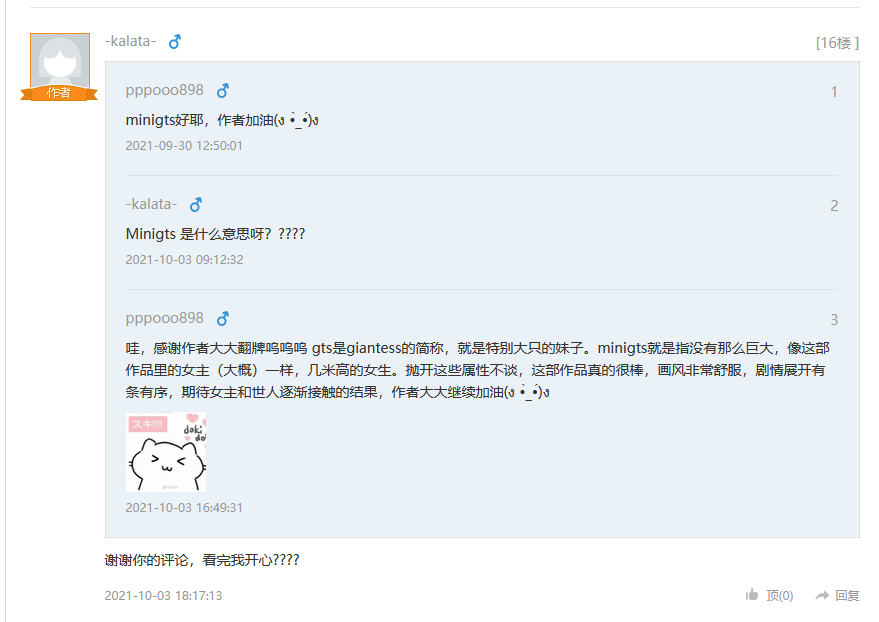 -kalata-
[16楼 ]
作者
pppooo898
1
minigts好耶，作者加油(ง •̀_•́)ง
2021-09-30 12:50:01
-kalata-
2
Minigts 是什么意思呀？????
2021-10-03 09:12:32
pppooo898
3
哇，感谢作者大大翻牌呜呜呜 gts是giantess的简称，就是特别大只的妹子。minigts就是指没有那么巨大，像这部
作品里的女主（大概）一样，几米高的女生。抛开这些属性不谈，这部作品真的很棒，画风非常舒服，剧情展开有
条有序，期待女主和世人逐渐接触的结果，作者大大继续加油(ง •̀_•́)ง
スキ!!!!
doki
do
2021-10-03 16:49:31
谢谢你的评论，看完我开心????
2021-10-03 18:17:13
顶(0)
回复